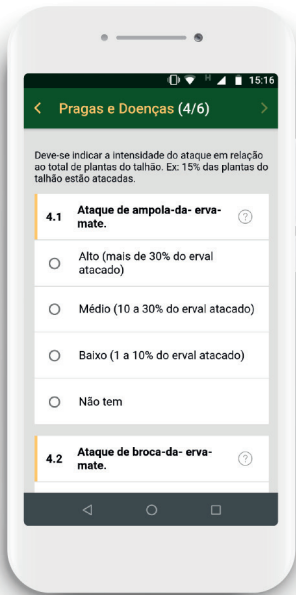 H 15:16
< Pragas e Doenças (4/6) >
Deve-se indicar a intensidade do ataque em relação
ao total de plantas do talhão. Ex: 15% das plantas do
talhão estão atacadas.
4.1 Ataque de ampola-da- erva- ?
mate.
Alto (mais de 30% do erval
atacado)
Médio (10 a 30% do erval atacado)
Baixo (1 a 10% do erval atacado)
Não tem
4.2 Ataque de broca-da- erva- ?
mate.